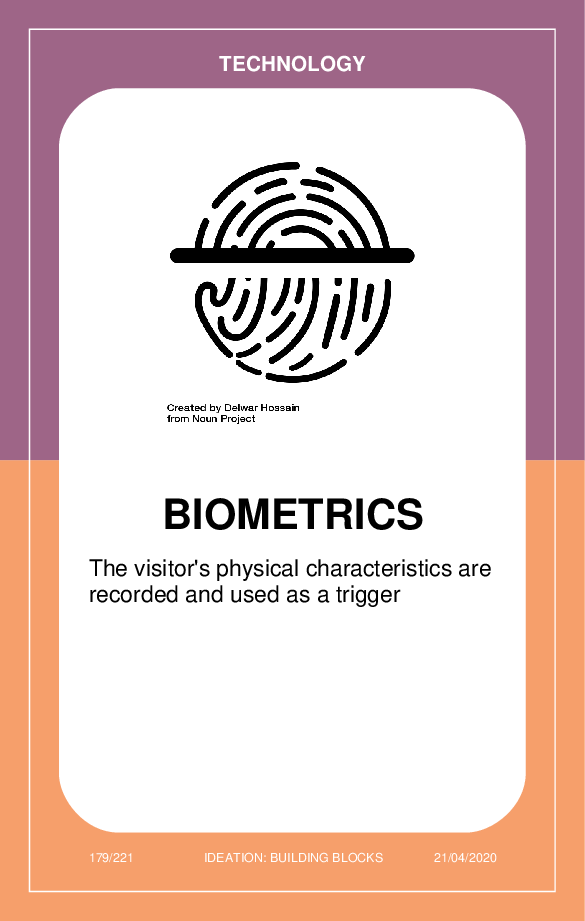 TECHNOLOGY
Created by Delwar Hossain
from Noun Project
BIOMETRICS
The visitor's physical characteristics are
recorded and used as a trigger
179/221 IDEATION: BUILDING BLOCKS 21/04/2020